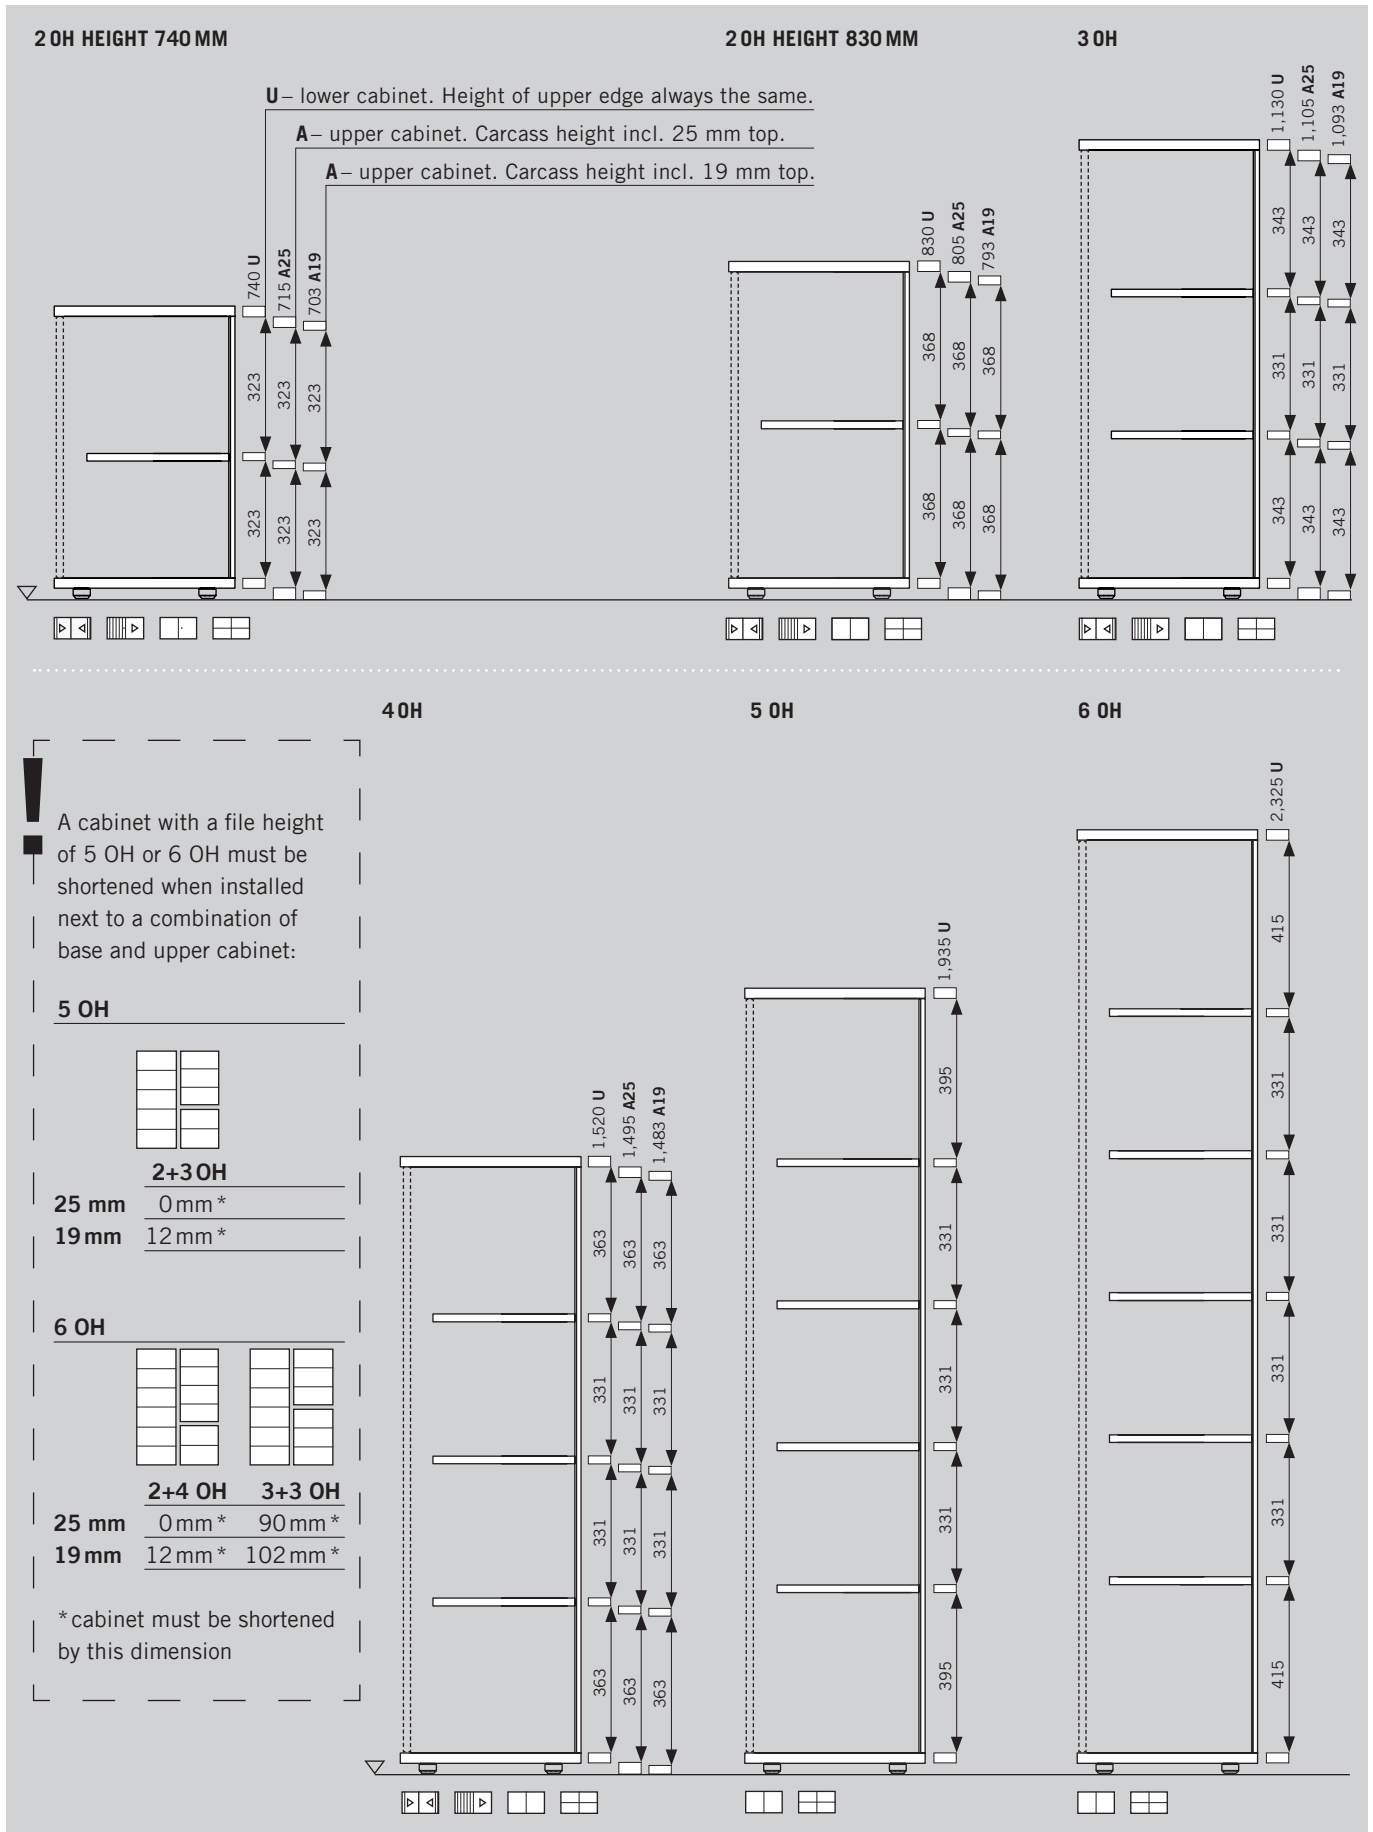 2 OH HEIGHT 740 MM
2 OH HEIGHT 830 MM
3 OH
U – lower cabinet. Height of upper edge always the same.
A – upper cabinet. Carcass height incl. 25 mm top.
A – upper cabinet. Carcass height incl. 19 mm top.
740 U
715 A25
703 A19
323
323
323
323
323
323
830 U
805 A25
793 A19
368
368
368
368
368
368
1,130 U
1,105 A25
1,093 A19
343
343
343
331
331
331
343
343
343
4 OH
5 OH
6 OH
!
A cabinet with a file height
of 5 OH or 6 OH must be
shortened when installed
next to a combination of
base and upper cabinet:
5 OH
2+3 OH
25 mm 0 mm *
19 mm 12 mm *
6 OH
2+4 OH 3+3 OH
25 mm 0 mm * 90 mm *
19 mm 12 mm * 102 mm *
* cabinet must be shortened
by this dimension
1,520 U
1,495 A25
1,483 A19
363
363
363
331
331
331
331
331
331
363
363
363
1,935 U
395
331
331
331
395
2,325 U
415
331
331
331
331
415